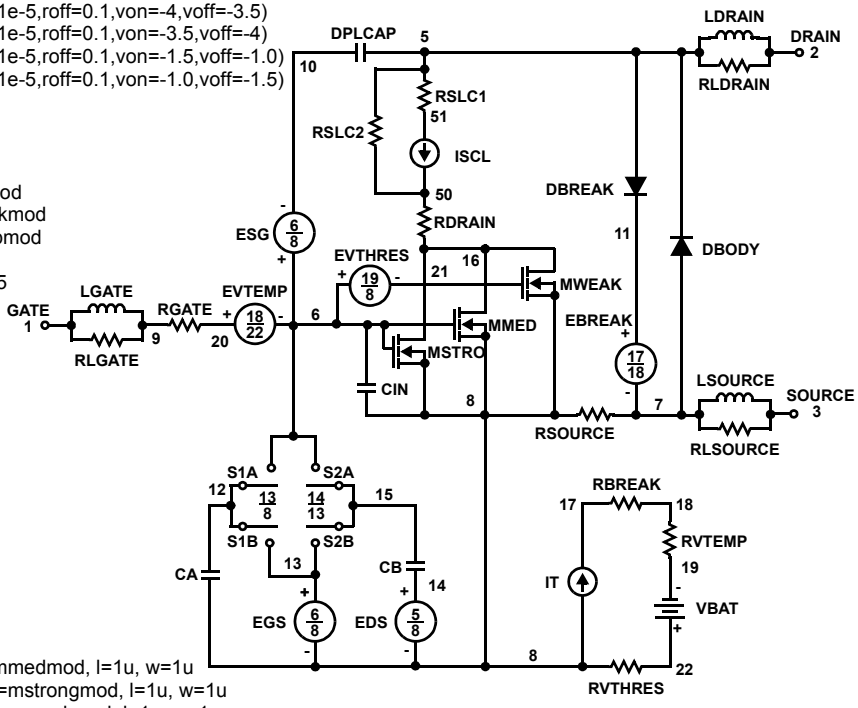 1e-5,roff=0.1,von=-4,voff=-3.5)
1e-5,roff=0.1,von=-3.5,voff=-4)
1e-5,roff=0.1,von=-1.5,voff=-1.0)
1e-5,roff=0.1,von=-1.0,voff=-1.5)
DPLCAP
5
LDRAIN
DRAIN
2
10
RLDRAIN
RSLC1
51
RSLC2
ISCL
50
od
kmod
omod
5
DBREAK
RDRAIN
ESG
6
8
-
+
11
DBODY
EVTHRES
+
19
8
-
21
16
MWEAK
LGATE
GATE
1
RLGATE
9
RGATE
20
EVTEMP
+
18
22
-
6
MMED
EBREAK
+
17
18
-
MSTRO
CIN
8
RSOURCE
7
LSOURCE
SOURCE
3
RLSOURCE
S1A
S2A
12
13
8
14
13
15
S1B
S2B
13
CA
CB
14
+
EGS
6
8
-
+
EDS
5
8
-
RBREAK
17
18
RVTEMP
19
IT
-
VBAT
+
8
22
RVTHRES
nmedmod, l=1u, w=1u
=mstrongmod, l=1u, w=1u